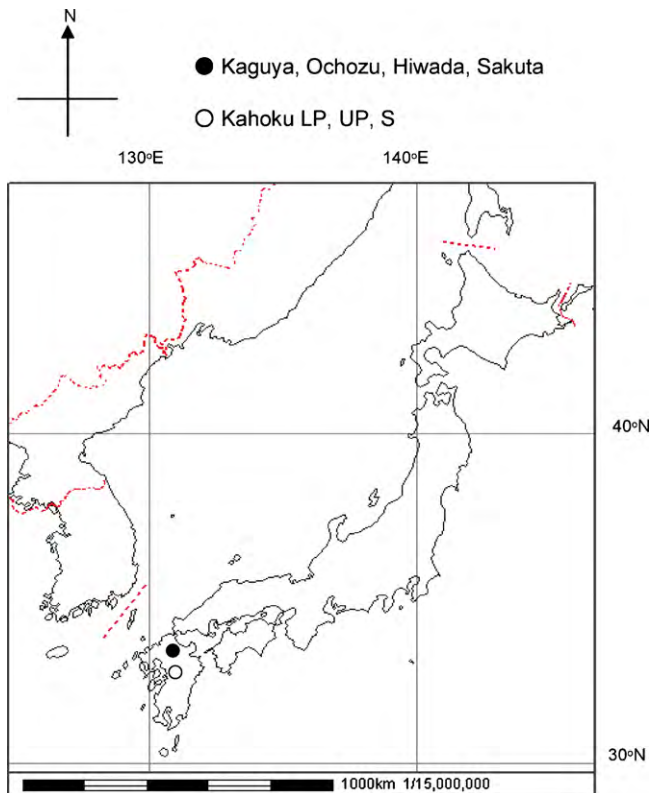 N
Kaguya, Ochozu, Hiwada, Sakuta
Kahoku LP, UP, S
130°E 140°E
40°N
30°N
1000km 1/15,000,000